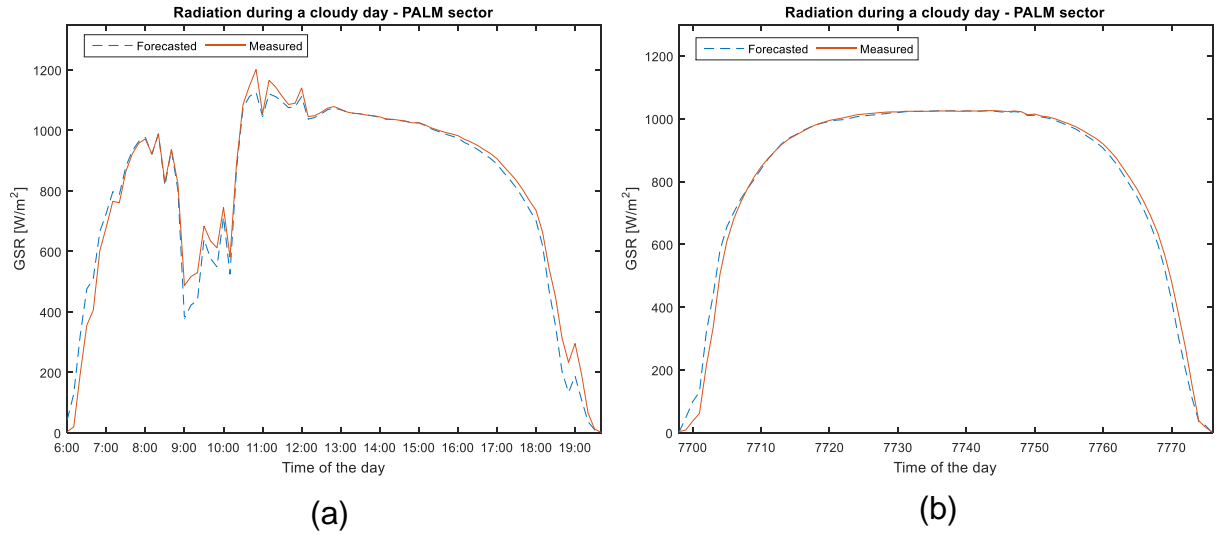 Radiation during a cloudy day - PALM sector
Forecasted Measured
1200
1000
800
600
400
200
0
GSR [W/m²]
6:00 7:00 8:00 9:00 10:00 11:00 12:00 13:00 14:00 15:00 16:00 17:00 18:00 19:00
Time of the day
(a)
Radiation during a cloudy day - PALM sector
Forecasted Measured
1200
1000
800
600
400
200
0
GSR [W/m²]
7700 7710 7720 7730 7740 7750 7760 7770
Time of the day
(b)